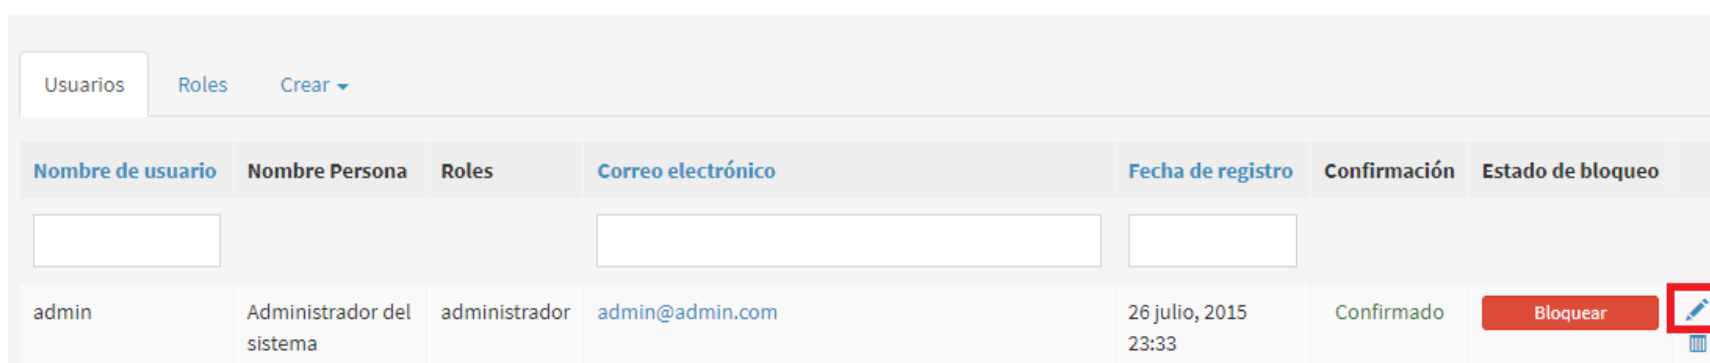 Usuarios Roles Crear
Nombre de usuario Nombre Persona Roles Correo electrónico Fecha de registro Confirmación Estado de bloqueo
admin Administrador del administrador admin@admin.com 26 julio, 2015 Confirmado Bloquear
sistema 23:33